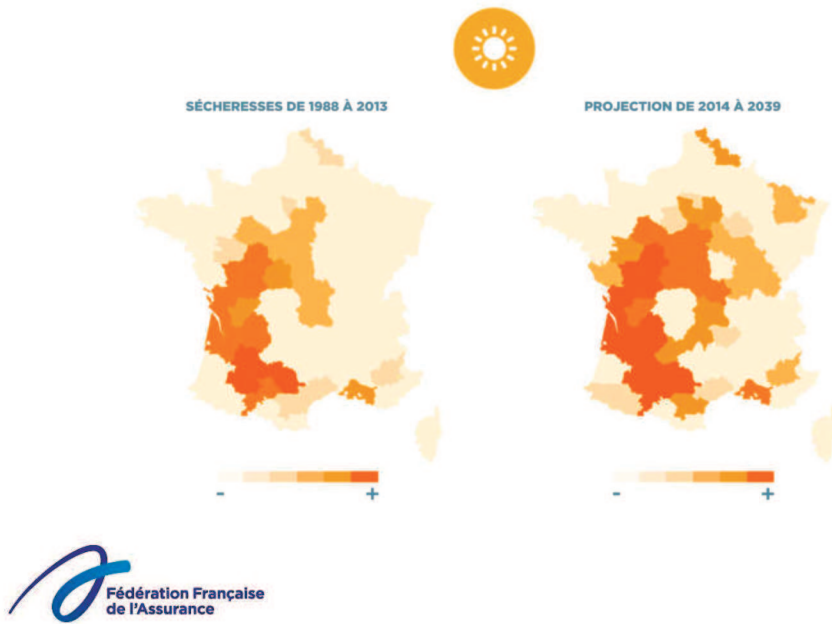 SÉCHERESSES DE 1988 À 2013
PROJECTION DE 2014 À 2039
- +
- +
Fédération Française
de l'Assurance